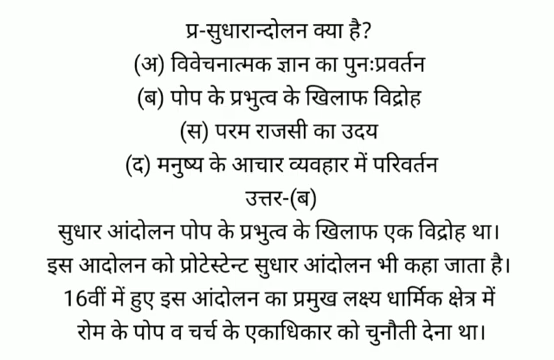 प्र-सुधारान्दोलन क्या है?
(अ) विवेचनात्मक ज्ञान का पुनःप्रवर्तन
(ब) पोप के प्रभुत्व के खिलाफ विद्रोह
(स) परम राजसी का उदय
(द) मनुष्य के आचार व्यवहार में परिवर्तन
उत्तर-(ब)
सुधार आंदोलन पोप के प्रभुत्व के खिलाफ एक विद्रोह था।
इस आदोलन को प्रोटेस्टेन्ट सुधार आंदोलन भी कहा जाता है।
16वीं में हुए इस आंदोलन का प्रमुख लक्ष्य धार्मिक क्षेत्र में
रोम के पोप व चर्च के एकाधिकार को चुनौती देना था।